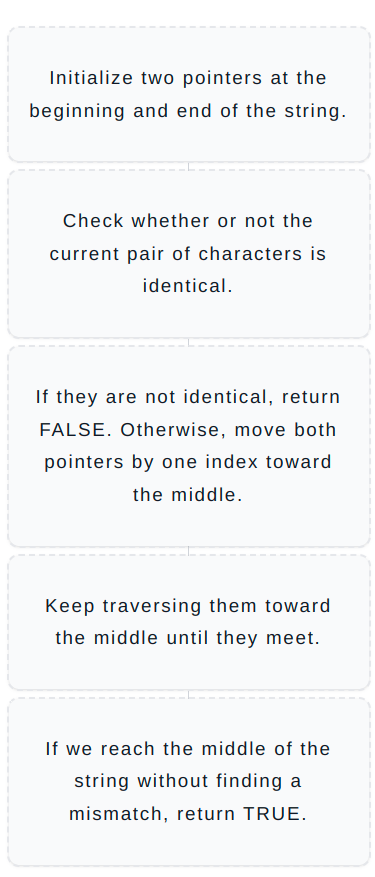 Initialize two pointers at the
beginning and end of the string.
Check whether or not the
current pair of characters is
identical.
If they are not identical, return
FALSE. Otherwise, move both
pointers by one index toward
the middle.
Keep traversing them toward
the middle until they meet.
If we reach the middle of the
string without finding a
mismatch, return TRUE.